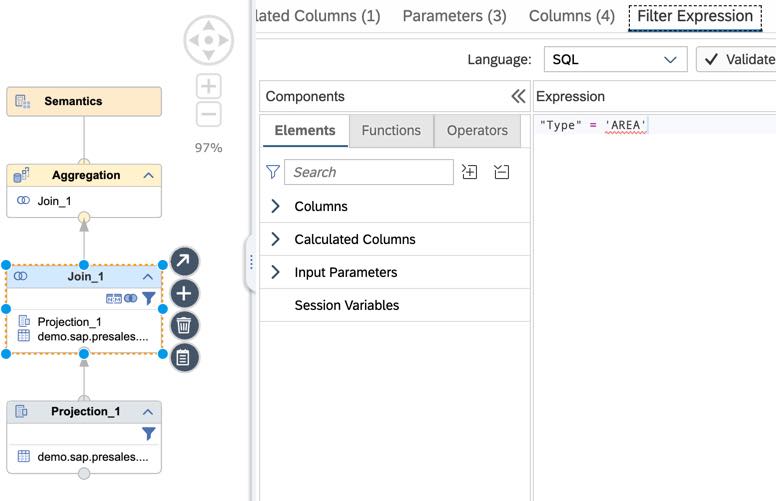 lated Columns (1) Parameters (3) Columns (4) Filter Expression
Language: SQL Validate
Components Expression
Elements Functions Operators
"Type" = 'AREA'
Search
Columns
Calculated Columns
Input Parameters
Session Variables
97%
Semantics
Aggregation
Join_1
Join_1
N:M
Projection_1
demo.sap.presales....
Projection_1
demo.sap.presales....